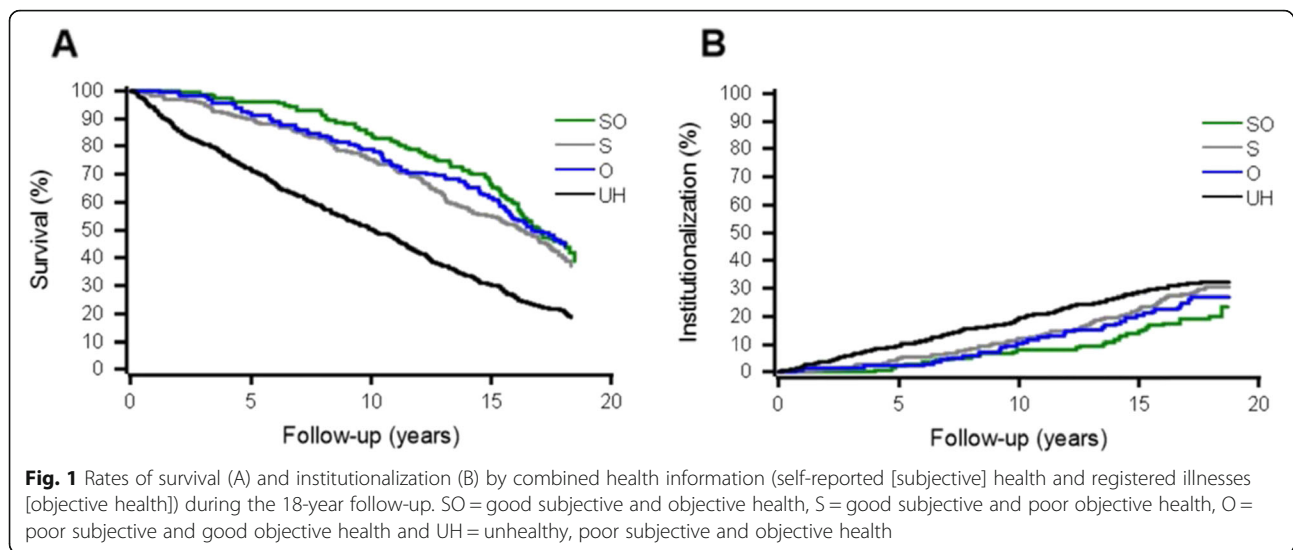 A
B
100
90
80
70
60
50
40
30
20
10
0
Survival (%)
0 5 10 15 20
Follow-up (years)
SO
S
O
UH
100
90
80
70
60
50
40
30
20
10
0
Institutionalization (%)
0 5 10 15 20
Follow-up (years)
SO
S
O
UH
Fig. 1 Rates of survival (A) and institutionalization (B) by combined health information (self-reported [subjective] health and registered illnesses
[objective health]) during the 18-year follow-up. SO = good subjective and objective health, S = good subjective and poor objective health, O =
poor subjective and good objective health and UH = unhealthy, poor subjective and objective health